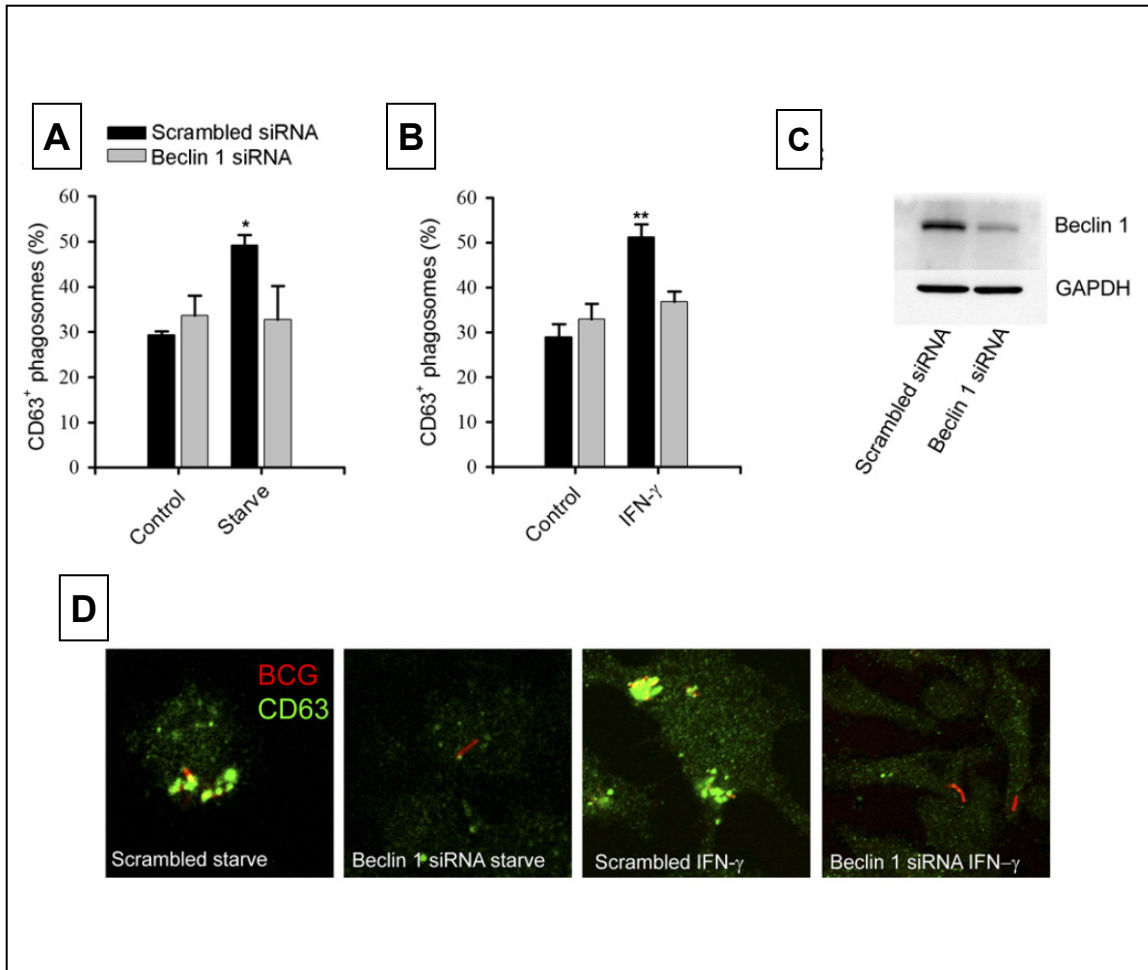 A
Scrambled siRNA
Beclin 1 siRNA
CD63+ phagosomes (%)
60
50
40
30
20
10
0
*
Control
Starve
B
CD63+ phagosomes (%)
60
50
40
30
20
10
0
**
Control
IFN-γ
C
Beclin 1
GAPDH
Scrambled siRNA
Beclin 1 siRNA
D
BCG
CD63
Scrambled starve
Beclin 1 siRNA starve
Scrambled IFN-γ
Beclin 1 siRNA IFN-γ